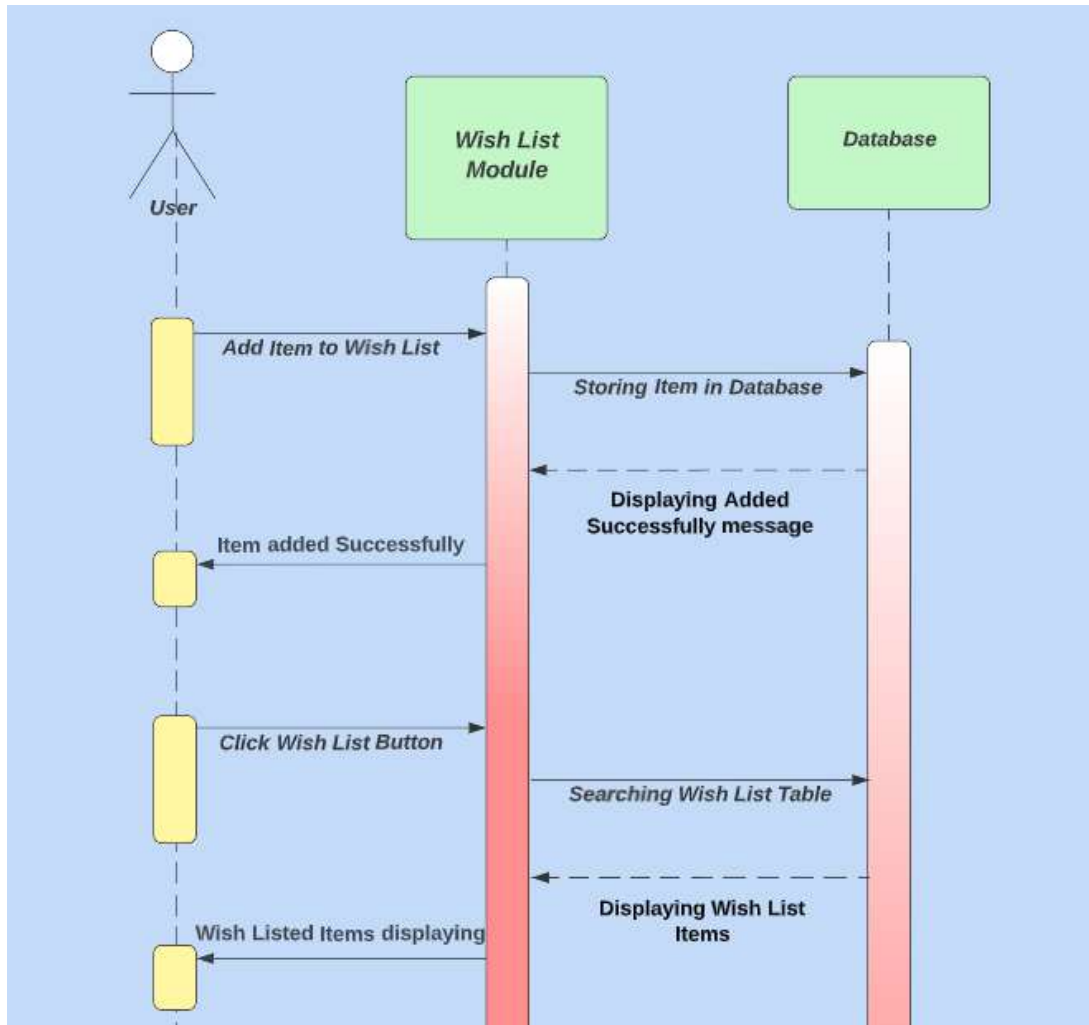 Wish List
Module
Database
User
Add Item to Wish List
Storing Item in Database
Displaying Added
Successfully message
Item added Successfully
Click Wish List Button
Searching Wish List Table
Displaying Wish List
Items
Wish Listed Items displaying